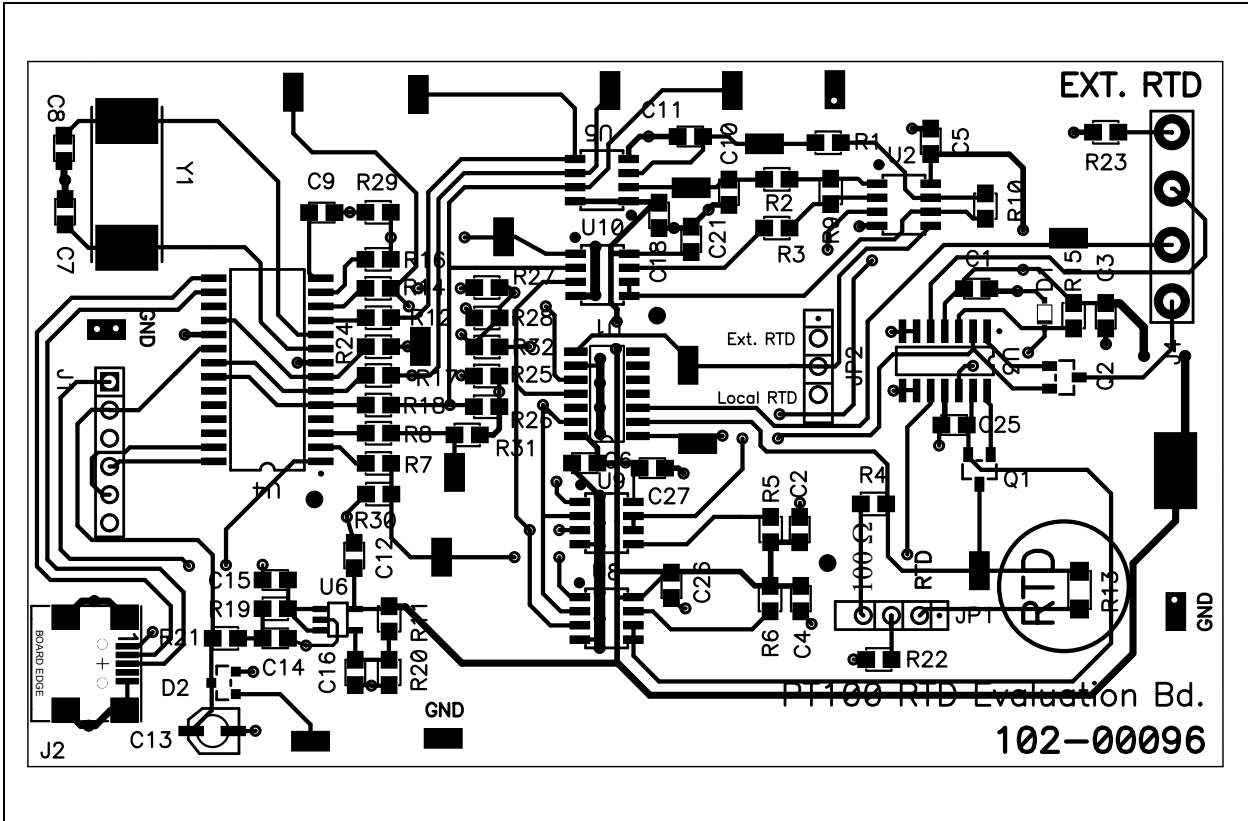 EXT. RTD
C8
Y1
C7
C9
R29
C11
U5
C10
R1
U2
C5
R10
R23
R2
R9
R3
C18
C21
U10
R16
R14
R12
R24
R17
R18
R8
R7
R30
R27
R28
R32
R25
R26
R31
GND
J1
U4
Ext. RTD
JP2
Local RTD
C1
D1
R15
C3
J4
Q2
C25
Q1
C6
U9
C27
R5
C2
R4
100 Ω
RTD
RTD
R13
JP1
R22
U8
C26
R6
C4
C12
U6
C15
R19
R21
C14
R11
C16
R20
D2
C13
GND
GND
BOARD EDGE
1
J2
PT100 RTD Evaluation Bd.
102-00096